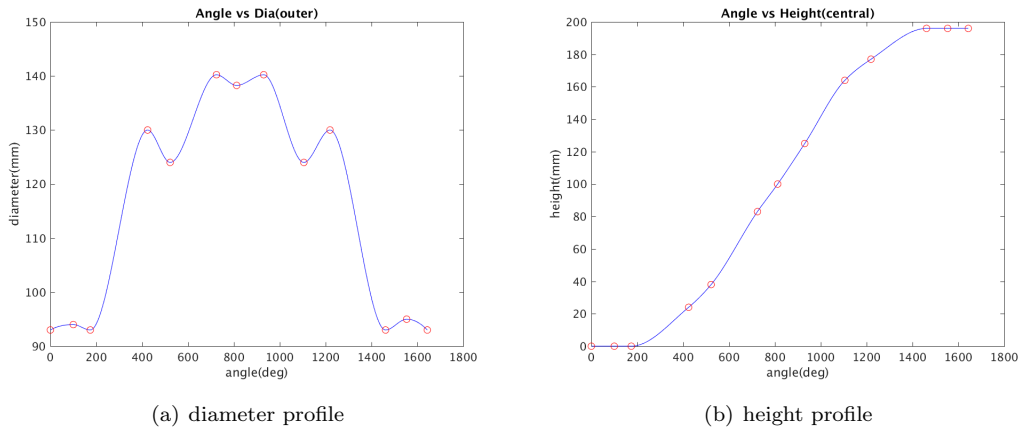 Angle vs Dia(outer)
150
140
130
120
110
100
90
diameter(mm)
0 200 400 600 800 1000 1200 1400 1600 1800
angle(deg)
(a) diameter profile
Angle vs Height(central)
200
180
160
140
120
100
80
60
40
20
0
height(mm)
0 200 400 600 800 1000 1200 1400 1600 1800
angle(deg)
(b) height profile